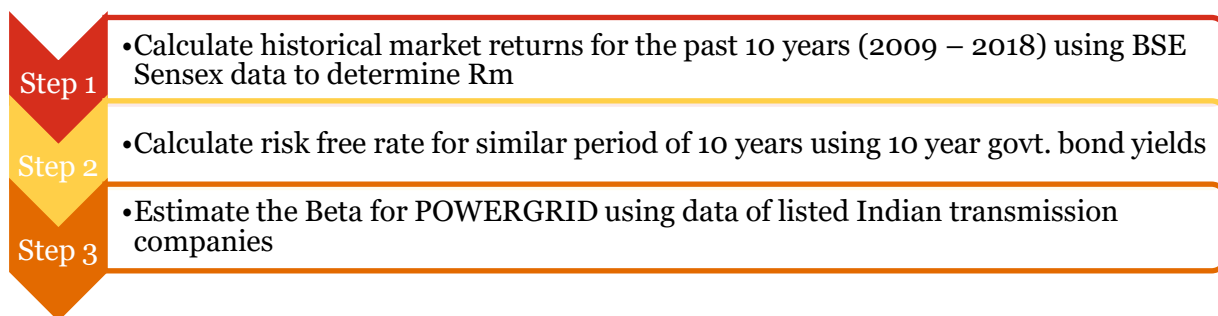 Step 1
•Calculate historical market returns for the past 10 years (2009 – 2018) using BSE
Sensex data to determine Rm
Step 2
•Calculate risk free rate for similar period of 10 years using 10 year govt. bond yields
Step 3
•Estimate the Beta for POWERGRID using data of listed Indian transmission
companies